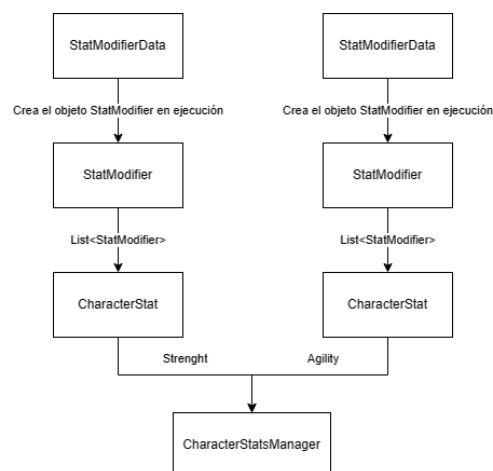 StatModifierData
StatModifierData
Crea el objeto StatModifier en ejecución
Crea el objeto StatModifier en ejecución
StatModifier
StatModifier
List<StatModifier>
List<StatModifier>
CharacterStat
CharacterStat
Strenght
Agility
CharacterStatsManager